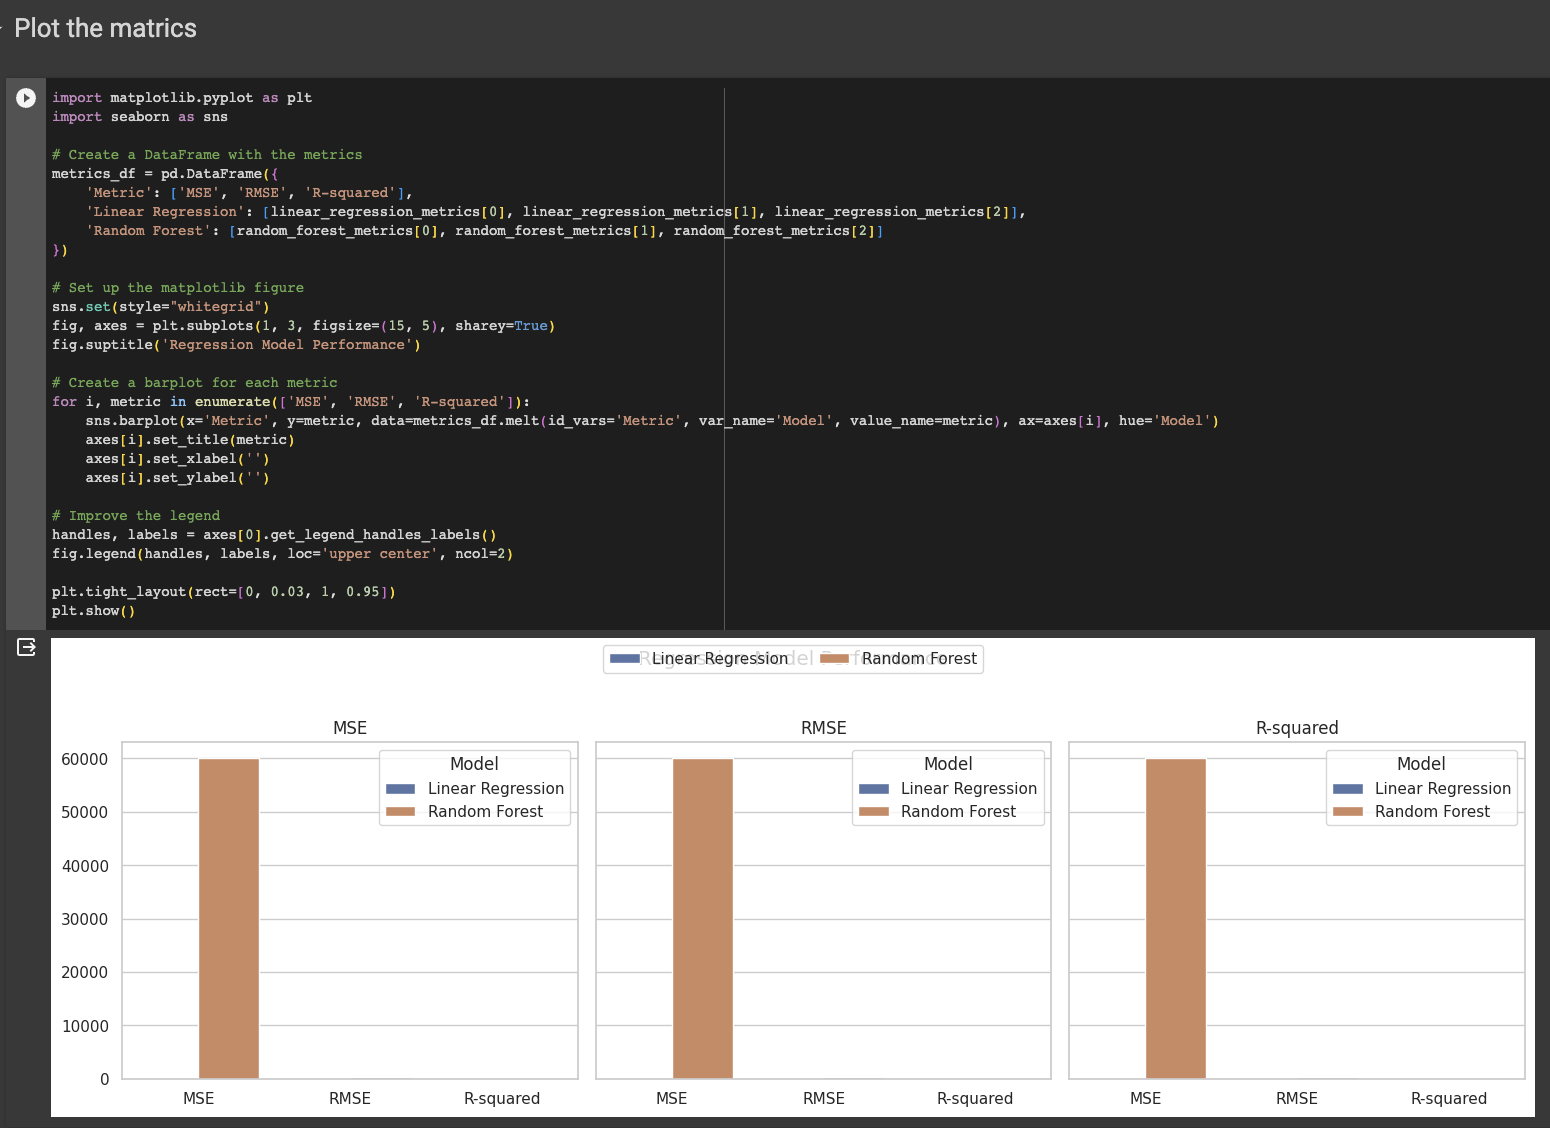 Plot the matrics
import matplotlib.pyplot as plt
import seaborn as sns
# Create a DataFrame with the metrics
metrics_df = pd.DataFrame({
    'Metric': ['MSE', 'RMSE', 'R-squared'],
    'Linear Regression': [linear_regression_metrics[0], linear_regression_metrics[1], linear_regression_metrics[2]],
    'Random Forest': [random_forest_metrics[0], random_forest_metrics[1], random_forest_metrics[2]]
})
# Set up the matplotlib figure
sns.set(style="whitegrid")
fig, axes = plt.subplots(1, 3, figsize=(15, 5), sharey=True)
fig.suptitle('Regression Model Performance')
# Create a barplot for each metric
for i, metric in enumerate(['MSE', 'RMSE', 'R-squared']):
    sns.barplot(x='Metric', y=metric, data=metrics_df.melt(id_vars='Metric', var_name='Model', value_name=metric), ax=axes[i], hue='Model')
    axes[i].set_title(metric)
    axes[i].set_xlabel('')
    axes[i].set_ylabel('')
# Improve the legend
handles, labels = axes[0].get_legend_handles_labels()
fig.legend(handles, labels, loc='upper center', ncol=2)
plt.tight_layout(rect=[0, 0.03, 1, 0.95])
plt.show()
Regression Model Performance
Linear Regression Random Forest
MSE
Model
Linear Regression
Random Forest
60000
50000
40000
30000
20000
10000
0
MSE RMSE R-squared
RMSE
Model
Linear Regression
Random Forest
MSE RMSE R-squared
R-squared
Model
Linear Regression
Random Forest
MSE RMSE R-squared